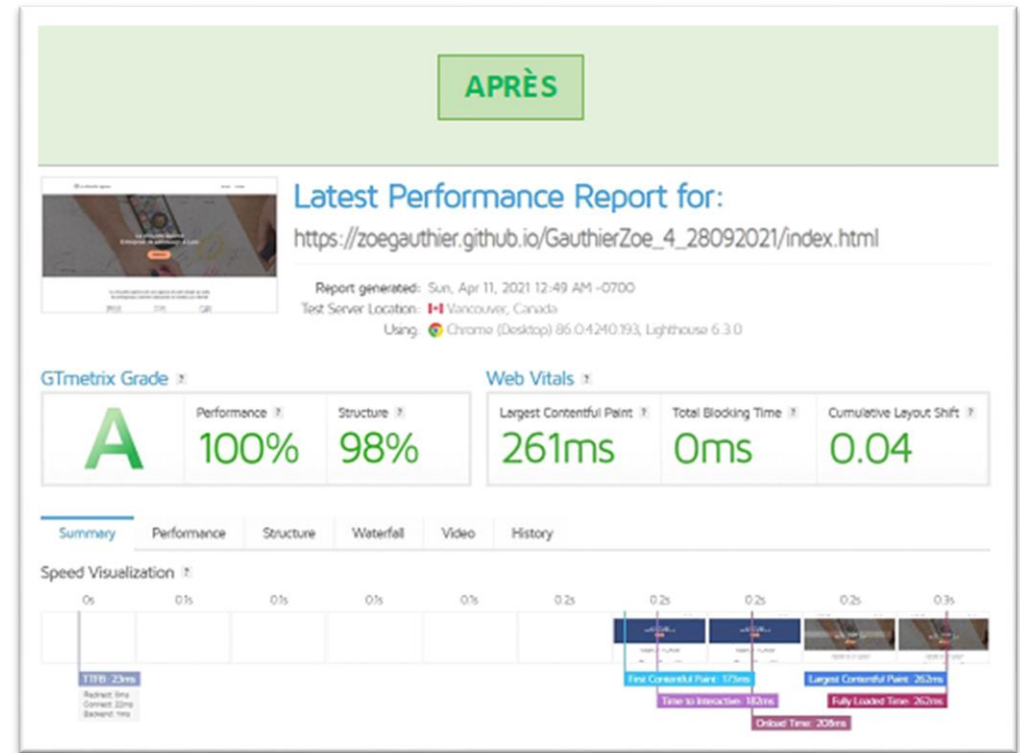 APRÈS
Latest Performance Report for:
https://zoegauthier.github.io/GauthierZoe_4_28092021/index.html
Report generated: Sun, Apr 11, 2021 12:49 AM -0700
Test Server Location: Vancouver, Canada
Using: Chrome (Desktop) 86.0.4240.193, Lighthouse 6.3.0
GTmetrix Grade ?
Web Vitals ?
A
Performance ?
100%
Structure ?
98%
Largest Contentful Paint ?
261ms
Total Blocking Time ?
0ms
Cumulative Layout Shift ?
0.04
Summary Performance Structure Waterfall Video History
Speed Visualization ?
0s 0.1s 0.1s 0.1s 0.1s 0.2s 0.2s 0.2s 0.2s 0.3s
TTFB: 23ms
Redirect: 0ms
Connect: 22ms
Backend: 1ms
First Contentful Paint: 173ms
Largest Contentful Paint: 262ms
Time to Interactive: 182ms
Fully Loaded Time: 262ms
Onload Time: 208ms